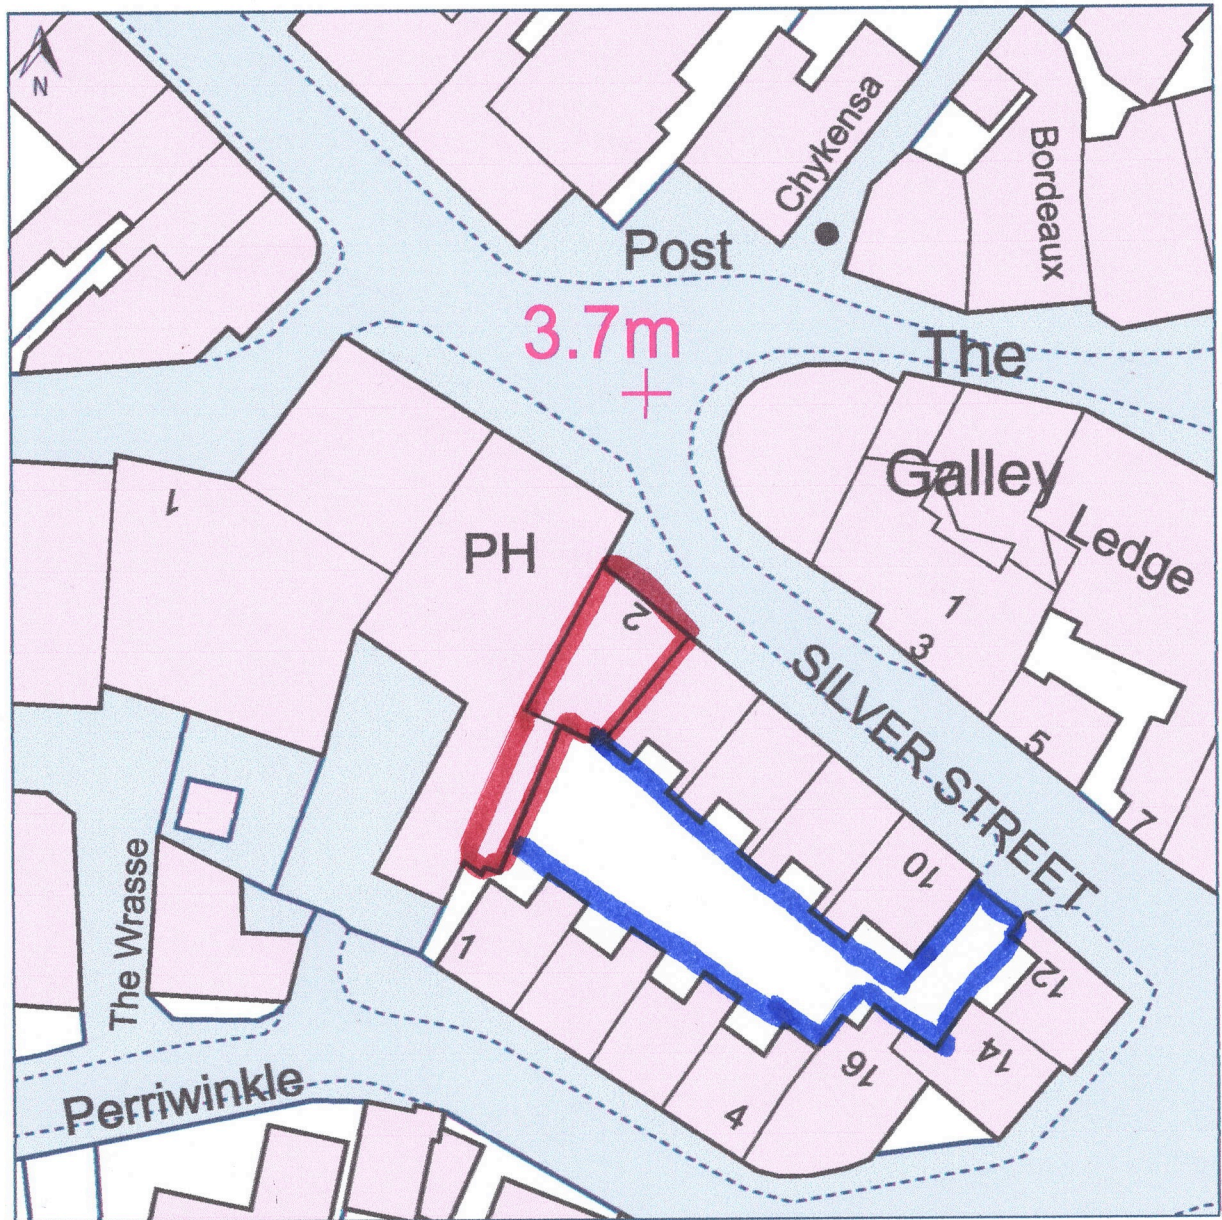 N
Chykensa
Bordeaux
Post
3.7m
The
Galley
Ledge
1
PH
2
1
3
SILVER STREET
5
7
10
The Wrasse
1
12
14
16
4
Perriwinkle